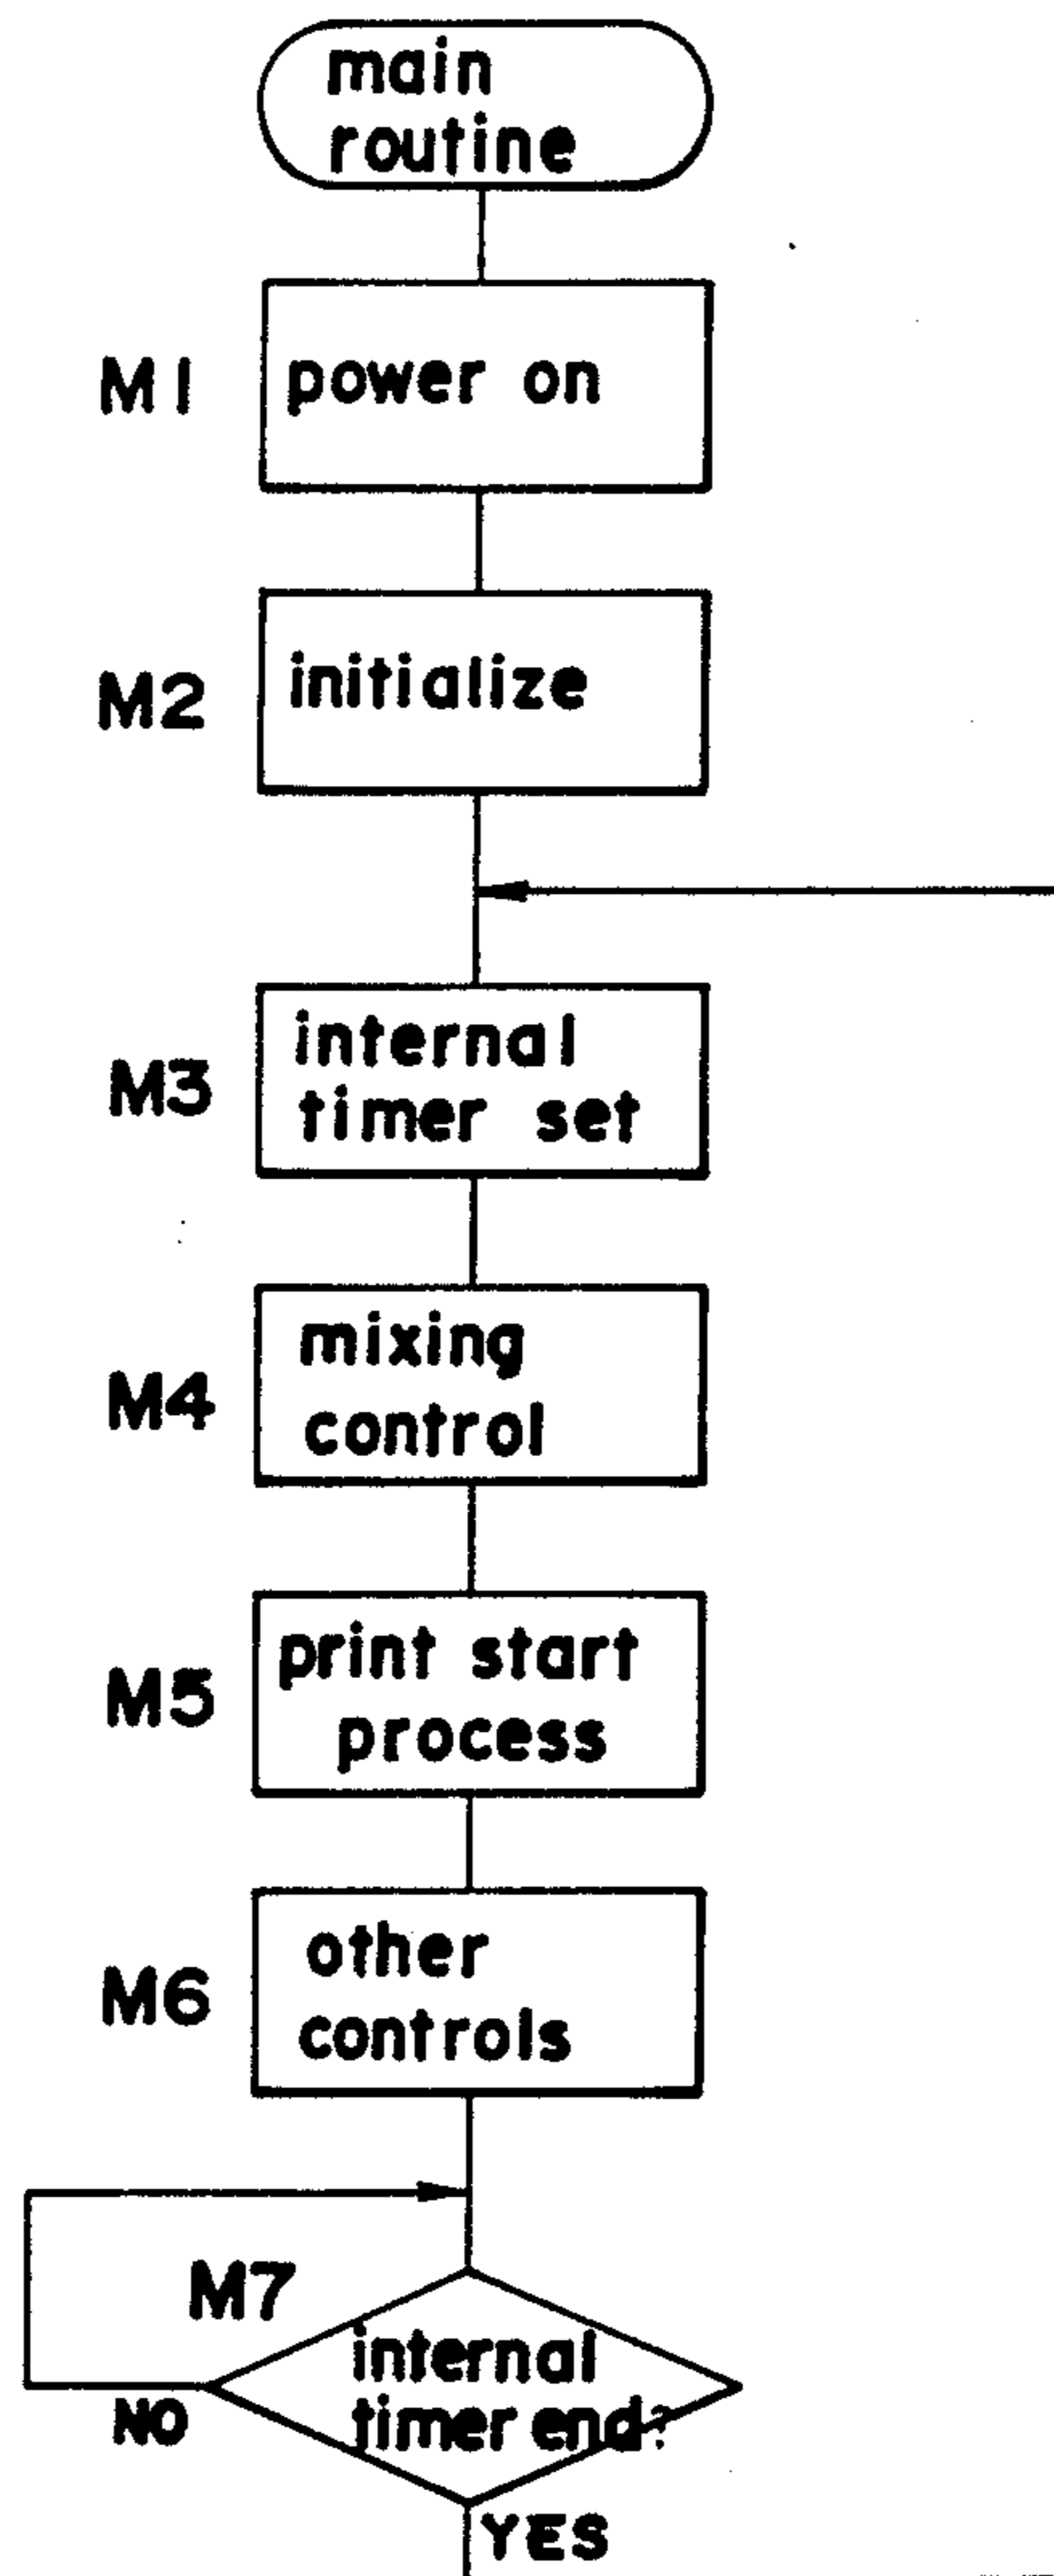 main
routine
M1
power on
M2
initialize
M3
internal
timer set
M4
mixing
control
M5
print start
process
M6
other
controls
M7
internal
timer end?
NO
YES